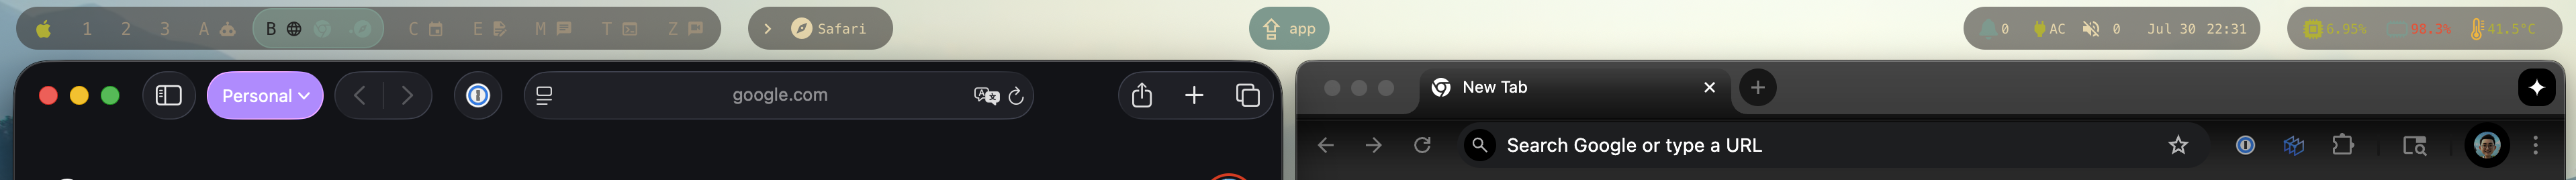 1 2 3 A B C E M T Z
> Safari
app
0 AC 0 Jul 30 22:31
6.95% 98.3% 41.5°C
Personal
google.com
New Tab
Search Google or type a URL